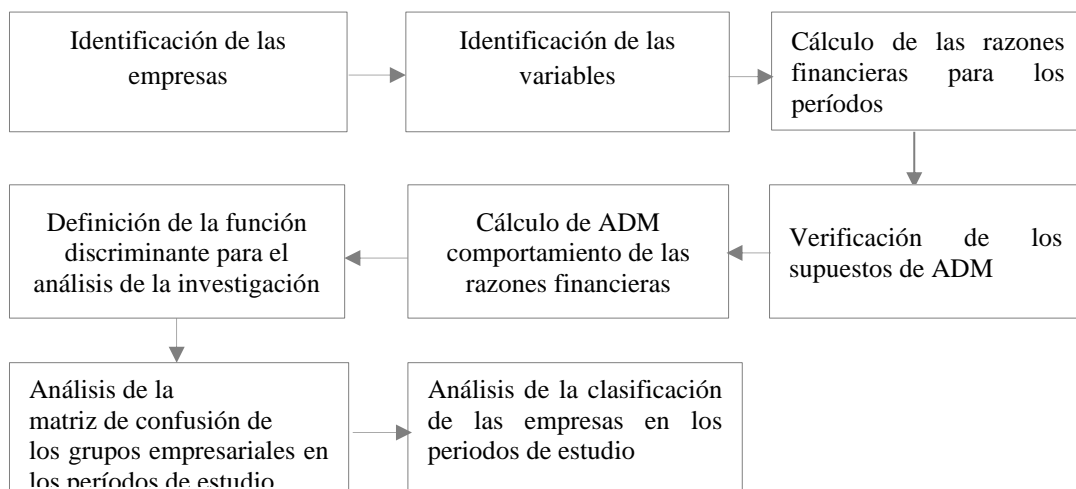 Identificación de las
empresas
Identificación de las
variables
Cálculo de las razones
financieras para los
períodos
Verificación de los
supuestos de ADM
Cálculo de ADM
comportamiento de las
razones financieras
Definición de la función
discriminante para el
análisis de la investigación
Análisis de la
matriz de confusión de
los grupos empresariales en
los períodos de estudio
Análisis de la clasificación
de las empresas en los
periodos de estudio